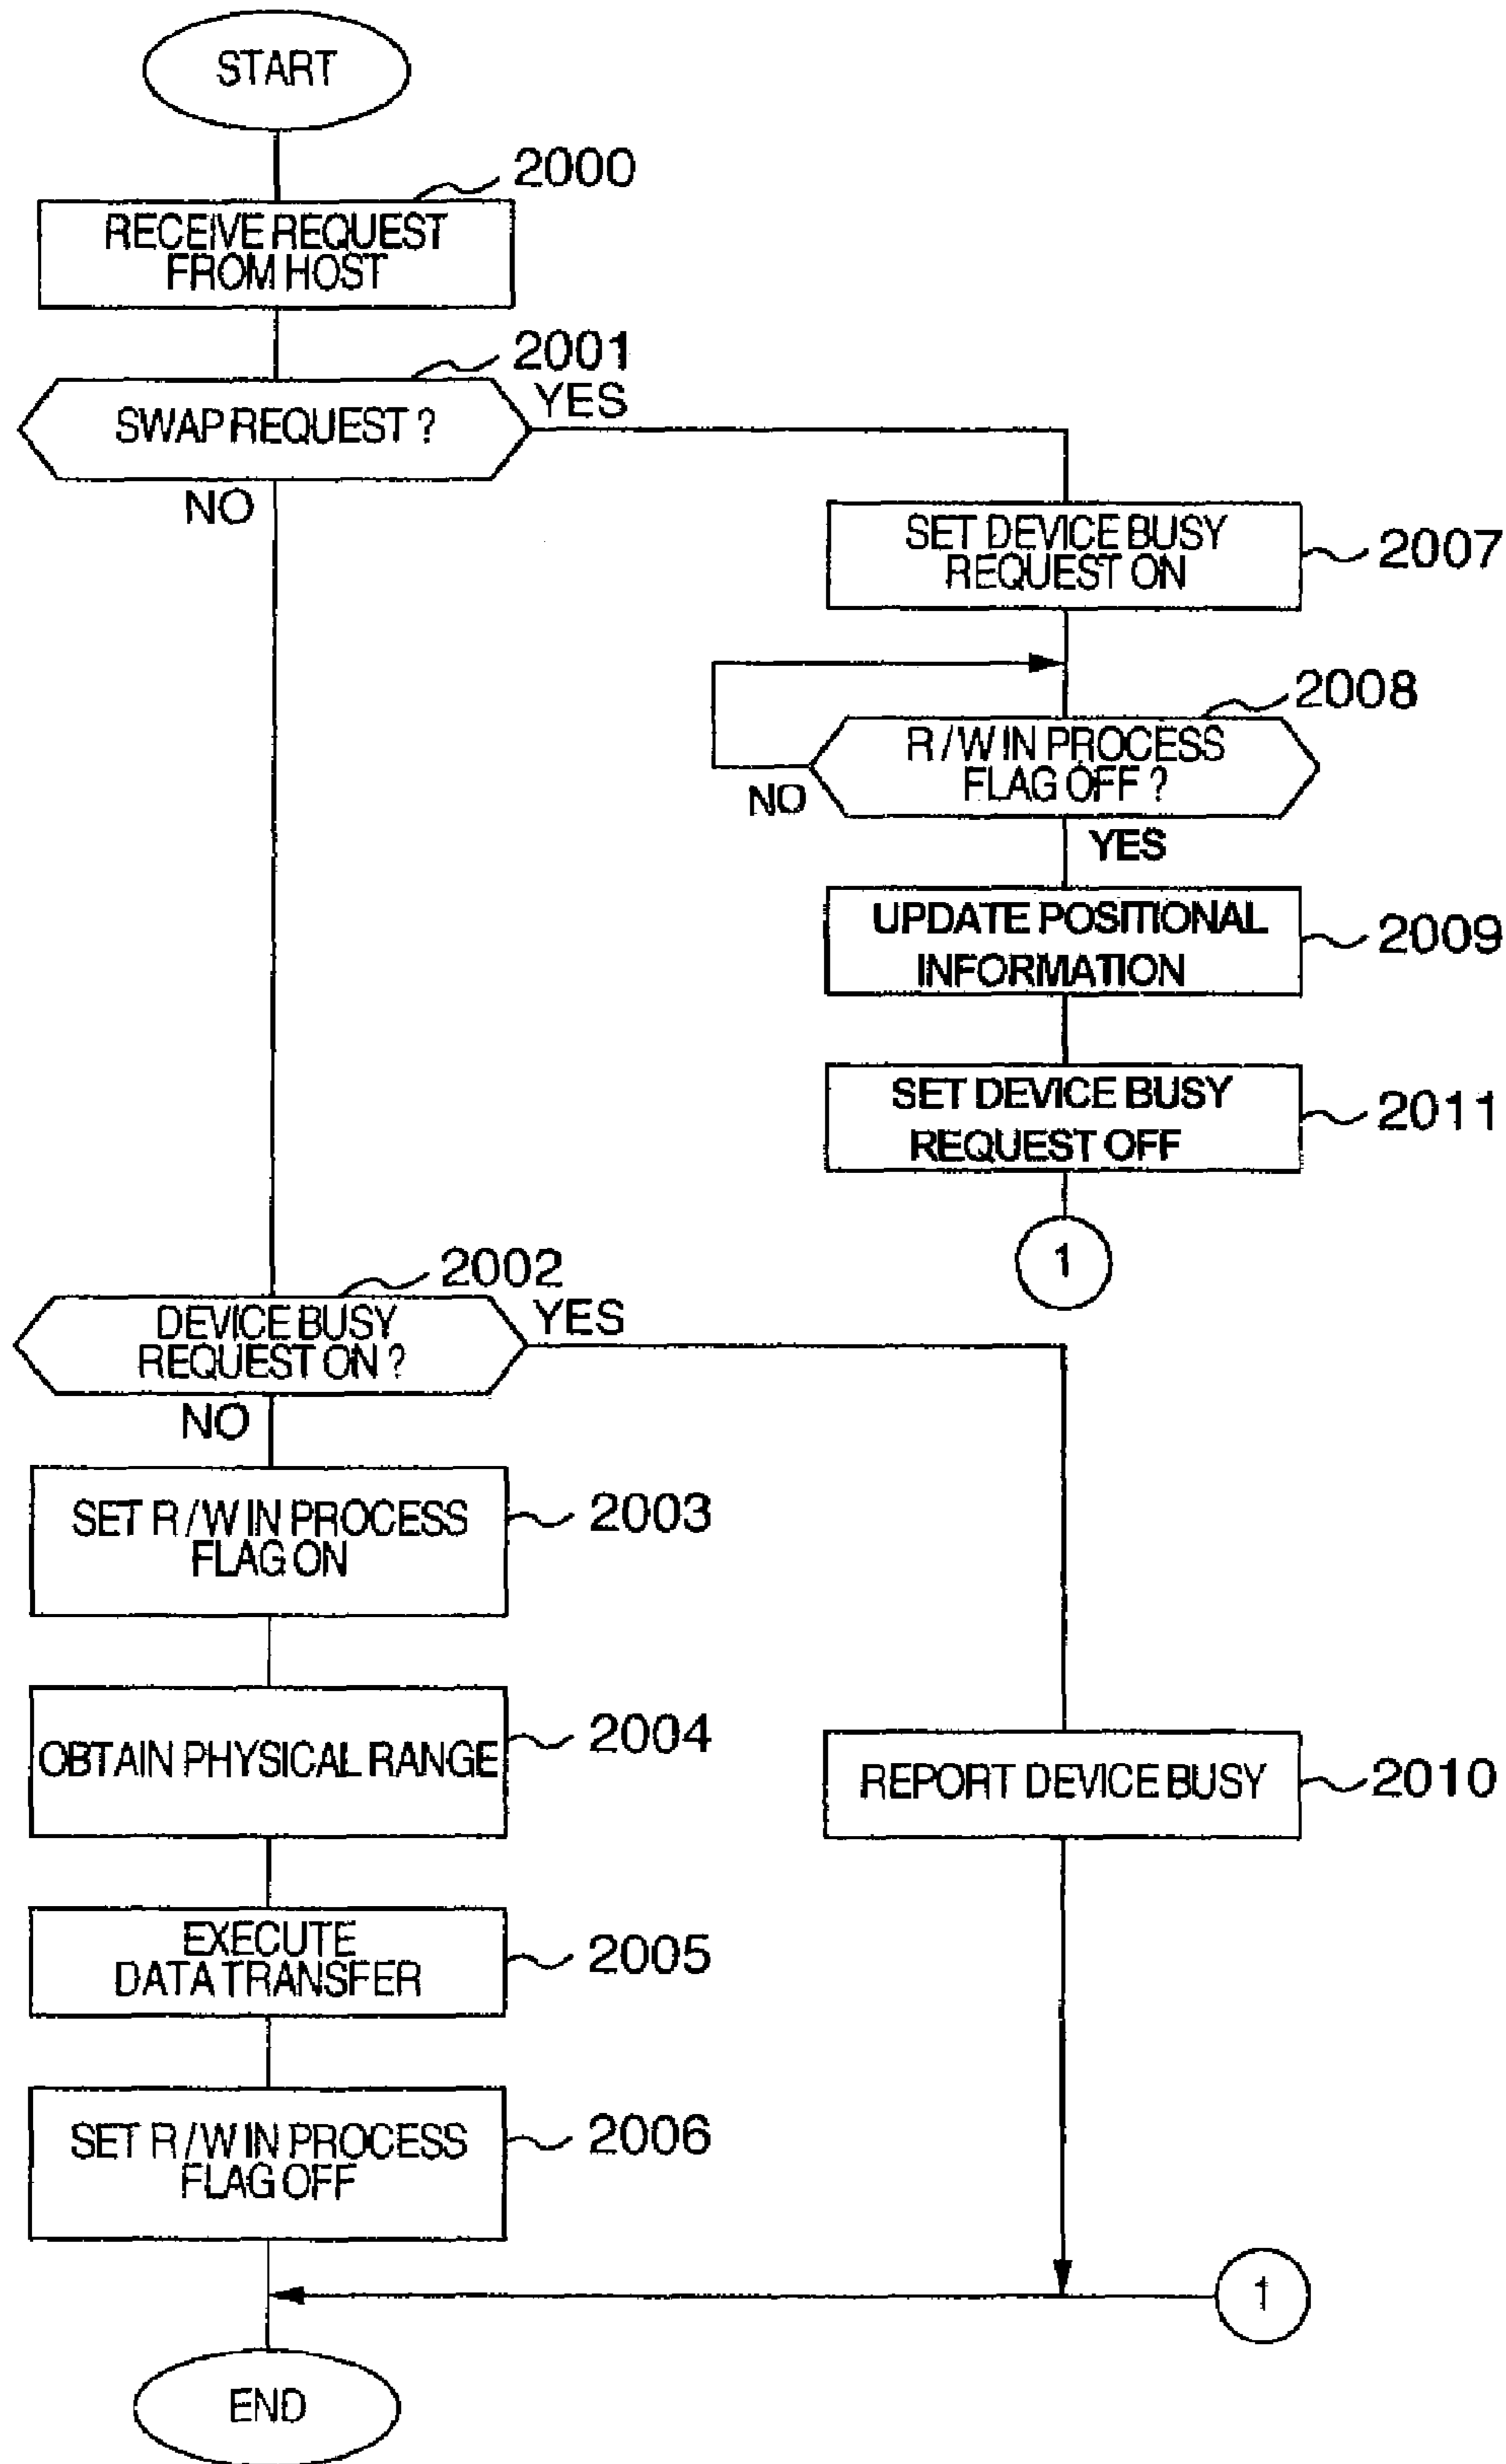 START
2000
RECEIVE REQUEST
FROM HOST
2001
SWAP REQUEST ?
YES
NO
SET DEVICE BUSY
REQUEST ON
2007
2008
R / W IN PROCESS
FLAG OFF ?
NO
YES
UPDATE POSITIONAL
INFORMATION
2009
SET DEVICE BUSY
REQUEST OFF
2011
1
2002
DEVICE BUSY
REQUEST ON ?
YES
NO
SET R / W IN PROCESS
FLAG ON
2003
OBTAIN PHYSICAL RANGE
2004
REPORT DEVICE BUSY
2010
EXECUTE
DATA TRANSFER
2005
SET R / W IN PROCESS
FLAG OFF
2006
1
END